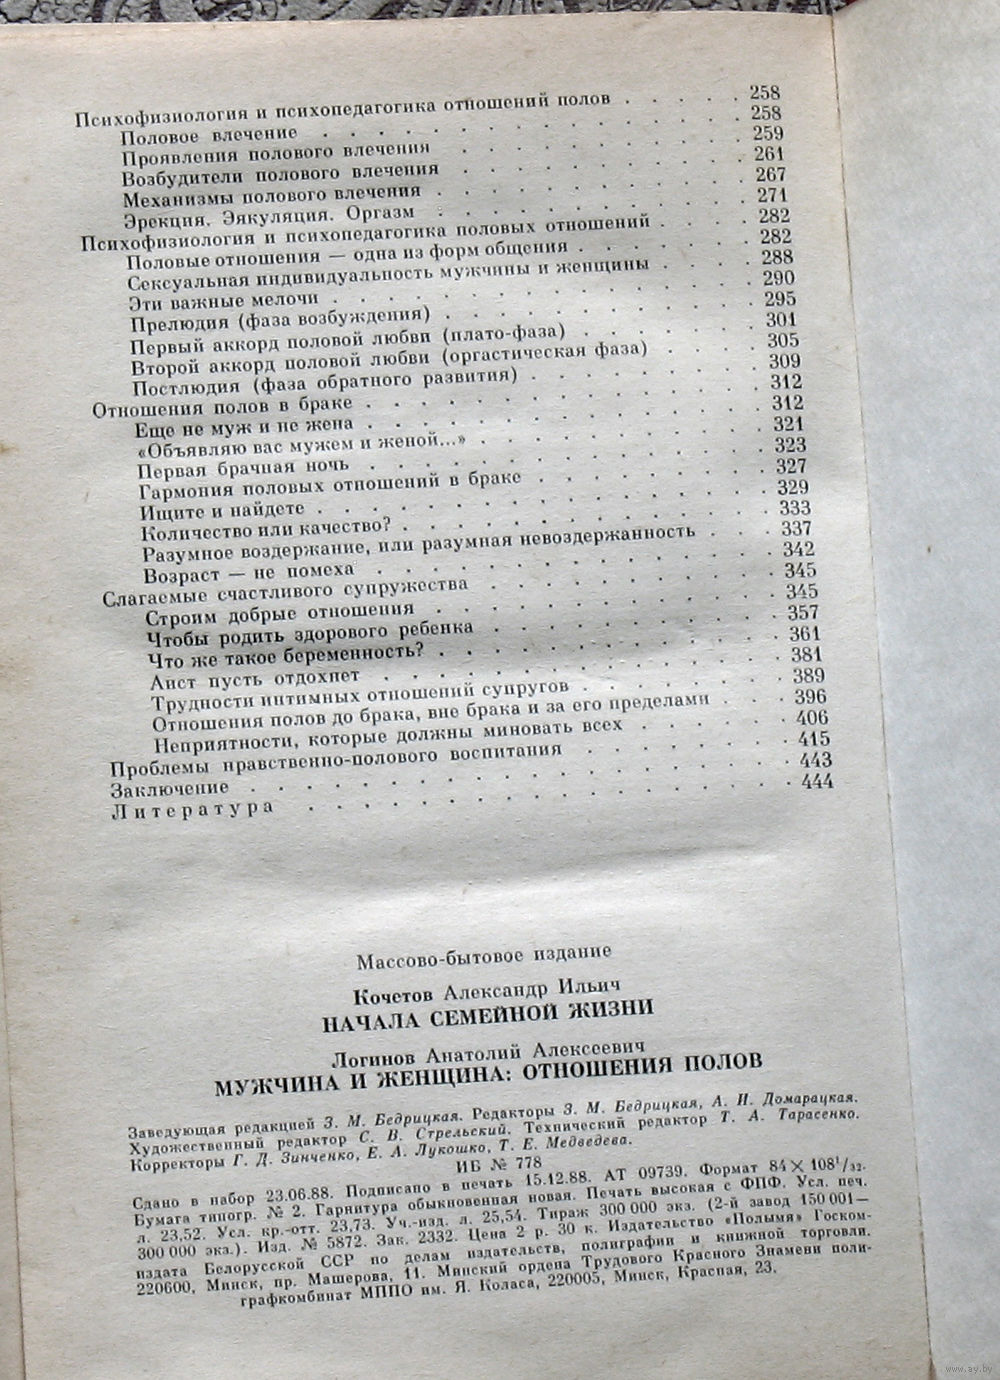 Психофизиология и психопедагогика отношений полов . . . . . 258
Половое влечение . . . . . . . . . . 258
Проявления полового влечения . . . . . . . . 259
Возбудители полового влечения . . . . . . . . 261
Механизмы полового влечения . . . . . . . . 267
Эрекция. Эякуляция. Оргазм . . . . . . . . 271
Психофизиология и психопедагогика половых отношений . . . . 282
Половые отношения — одна из форм общения . . . . . 282
Сексуальная индивидуальность мужчины и женщины . . . . 288
Эти важные мелочи . . . . . . . . . . 290
Прелюдия (фаза возбуждения) . . . . . . . . 295
Первый аккорд половой любви (плато-фаза) . . . . . 301
Второй аккорд половой любви (оргастическая фаза) . . . . 305
Постлюдия (фаза обратного развития) . . . . . . 309
Отношения полов в браке . . . . . . . . . 312
Еще не муж и не жена . . . . . . . . . 312
«Объявляю вас мужем и женой...» . . . . . . . 321
Первая брачная ночь . . . . . . . . . 323
Гармония половых отношений в браке . . . . . . 327
Ищите и найдете . . . . . . . . . . 329
Количество или качество? . . . . . . . . . 333
Разумное воздержание, или разумная невоздержанность . . . 337
Возраст — не помеха . . . . . . . . . 342
Слагаемые счастливого супружества . . . . . . . 345
Строим добрые отношения . . . . . . . . 345
Чтобы родить здорового ребенка . . . . . . . 357
Что же такое беременность? . . . . . . . . 361
Аист пусть отдохнет . . . . . . . . . 381
Трудности интимных отношений супругов . . . . . 389
Отношения полов до брака, вне брака и за его пределами . . . 396
Неприятности, которые должны миновать всех . . . . . 406
Проблемы нравственно-полового воспитания . . . . . 415
Заключение . . . . . . . . . . . . 443
Литература . . . . . . . . . . . 444
Массово-бытовое издание
Кочетов Александр Ильич
НАЧАЛА СЕМЕЙНОЙ ЖИЗНИ
Логинов Анатолий Алексеевич
МУЖЧИНА И ЖЕНЩИНА: ОТНОШЕНИЯ ПОЛОВ
Заведующая редакцией З. М. Бедрицкая. Редакторы З. М. Бедрицкая, А. И. Домарацкая.
Художественный редактор С. В. Стрельский. Технический редактор Т. А. Тарасенко.
Корректоры Г. Д. Зинченко, Е. А. Лукошко, Т. Е. Медведева.
ИБ № 778
Сдано в набор 23.06.88. Подписано в печать 15.12.88. АТ 09739. Формат 84×108¹/₃₂.
Бумага типогр. № 2. Гарнитура обыкновенная новая. Печать высокая с ФПФ. Усл. печ.
л. 23,52. Усл. кр.-отт. 23,73. Уч.-изд. л. 25,54. Тираж 300 000 экз. (2-й завод 150 001—
300 000 экз.). Изд. № 5872. Зак. 2332. Цена 2 р. 30 к. Издательство «Полымя» Госком-
издата Белорусской ССР по делам издательств, полиграфии и книжной торговли.
220600, Минск, пр. Машерова, 11. Минский ордена Трудового Красного Знамени поли-
графкомбинат МППО им. Я. Коласа, 220005, Минск, Красная, 23.
www.ay.by